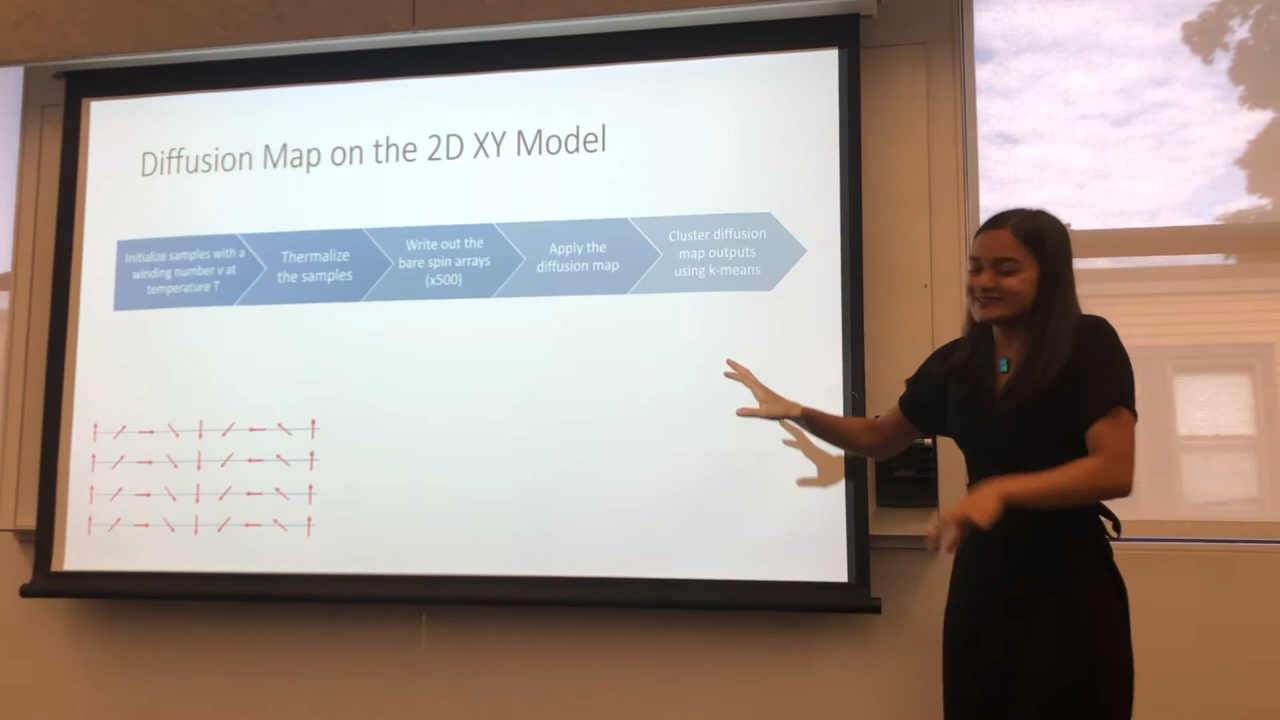 Diffusion Map on the 2D XY Model
Initialize samples with a
winding number v at
temperature T
Thermalize
the samples
Write out the
bare spin arrays
(x500)
Apply the
diffusion map
Cluster diffusion
map outputs
using k-means